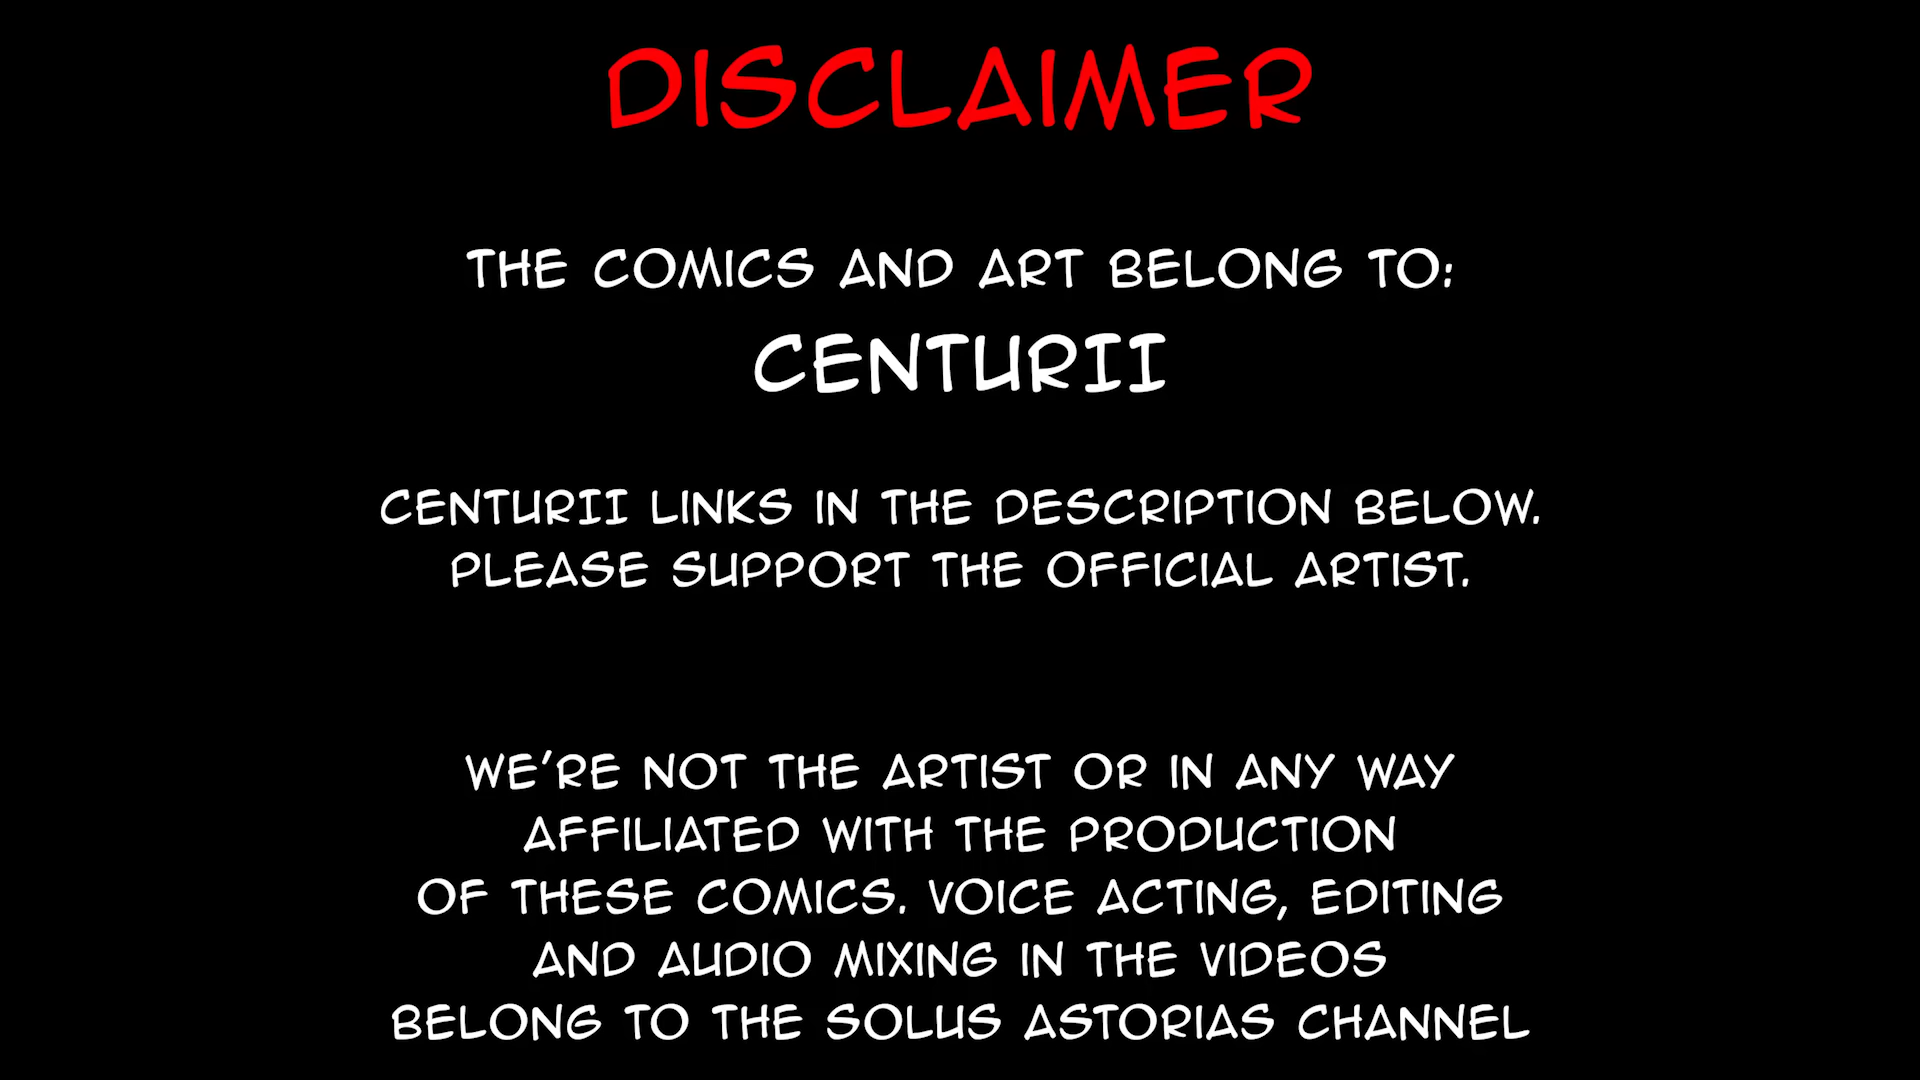 DISCLAIMER
THE COMICS AND ART BELONG TO:
CENTURII
CENTURII LINKS IN THE DESCRIPTION BELOW.
PLEASE SUPPORT THE OFFICIAL ARTIST.
WE'RE NOT THE ARTIST OR IN ANY WAY
AFFILIATED WITH THE PRODUCTION
OF THESE COMICS. VOICE ACTING, EDITING
AND AUDIO MIXING IN THE VIDEOS
BELONG TO THE SOLUS ASTORIAS CHANNEL